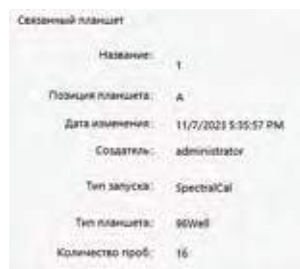 Связанный планшет
Название: 1
Позиция планшета: A
Дата изменения: 11/7/2023 5:35:57 PM
Создатель: administrator
Тип запуска: SpectralCal
Тип планшета: 96Well
Количество проб: 16